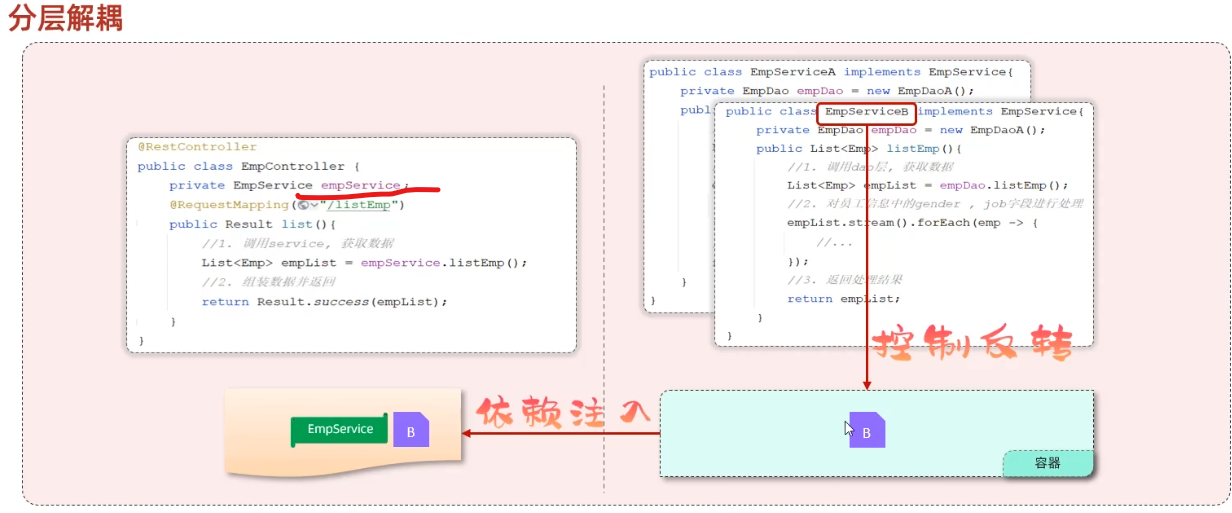 分层解耦
@RestController
public class EmpController {
private EmpService empService;
@RequestMapping("/listEmp")
public Result list(){
//1. 调用service, 获取数据
List<Emp> empList = empService.listEmp();
//2. 组装数据并返回
return Result.success(empList);
}
}
public class EmpServiceA implements EmpService{
private EmpDao empDao = new EmpDaoA();
publ
}
}
public class EmpServiceB implements EmpService{
private EmpDao empDao = new EmpDaoA();
public List<Emp> listEmp(){
//1. 调用dao层, 获取数据
List<Emp> empList = empDao.listEmp();
//2. 对员工信息中的gender , job字段进行处理
empList.stream().forEach(emp -> {
//...
});
//3. 返回处理结果
return empList;
}
}
控制反转
依赖注入
EmpService
B
B
容器